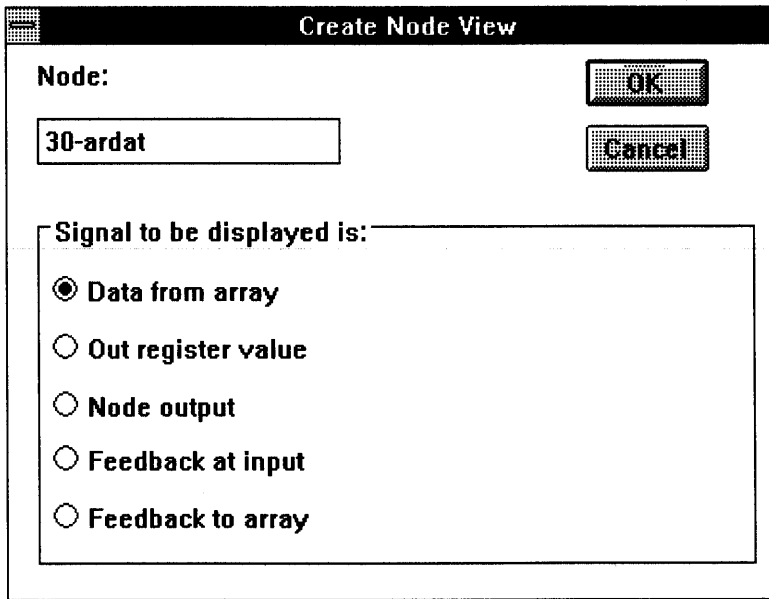 Create Node View
Node:
OK
30-ardat
Cancel
Signal to be displayed is:
Data from array
Out register value
Node output
Feedback at input
Feedback to array